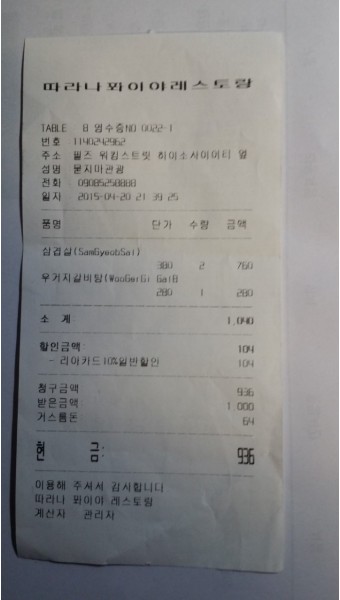 따라나 꽈이아 레스토랑
TABLE 8 영수증NO 0022-1
번호 1140242962
주소 필즈 워킹스트릿 히이소사이어티 옆
성명 묻지마관광
전화 09085258888
일자 2015-04-20 21 39 25
품명 단가 수량 금액
삼겹살(SamGyeobSal)
380 2 760
우거지갈비탕(WooGeiGi GalB
280 1 280
소 계 1,040
할인금액: 104
- 리아카드10%일반할인 104
청구금액 936
받은금액 1,000
거스름돈 64
현 금: 936
이용해 주셔서 감사합니다
따라나 꽈이아 레스토랑
계산자 관리자